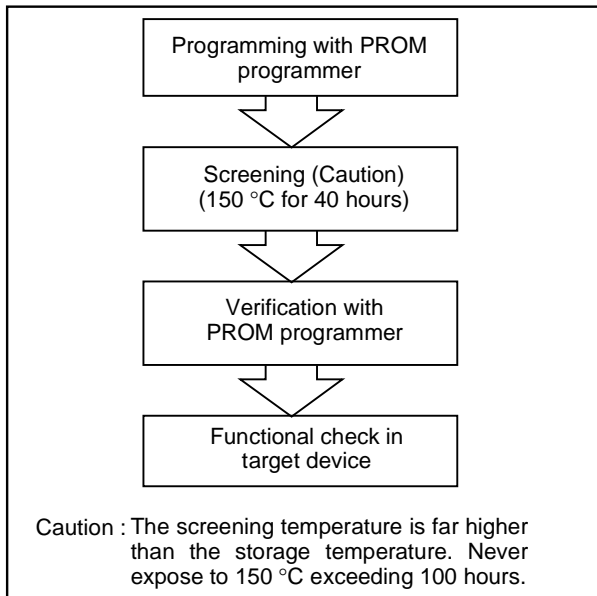 Programming with PROM
programmer
Screening (Caution)
(150 °C for 40 hours)
Verification with
PROM programmer
Functional check in
target device
Caution : The screening temperature is far higher
than the storage temperature. Never
expose to 150 °C exceeding 100 hours.